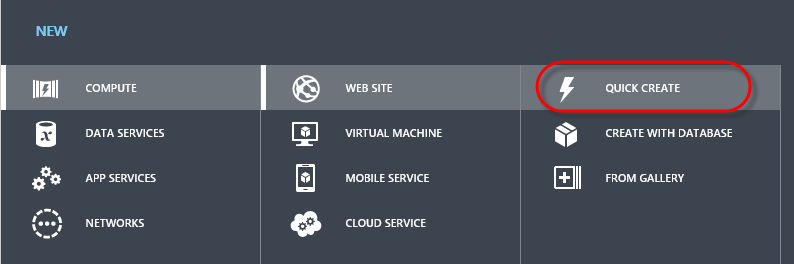 NEW
COMPUTE
DATA SERVICES
APP SERVICES
NETWORKS
WEB SITE
VIRTUAL MACHINE
MOBILE SERVICE
CLOUD SERVICE
QUICK CREATE
CREATE WITH DATABASE
FROM GALLERY